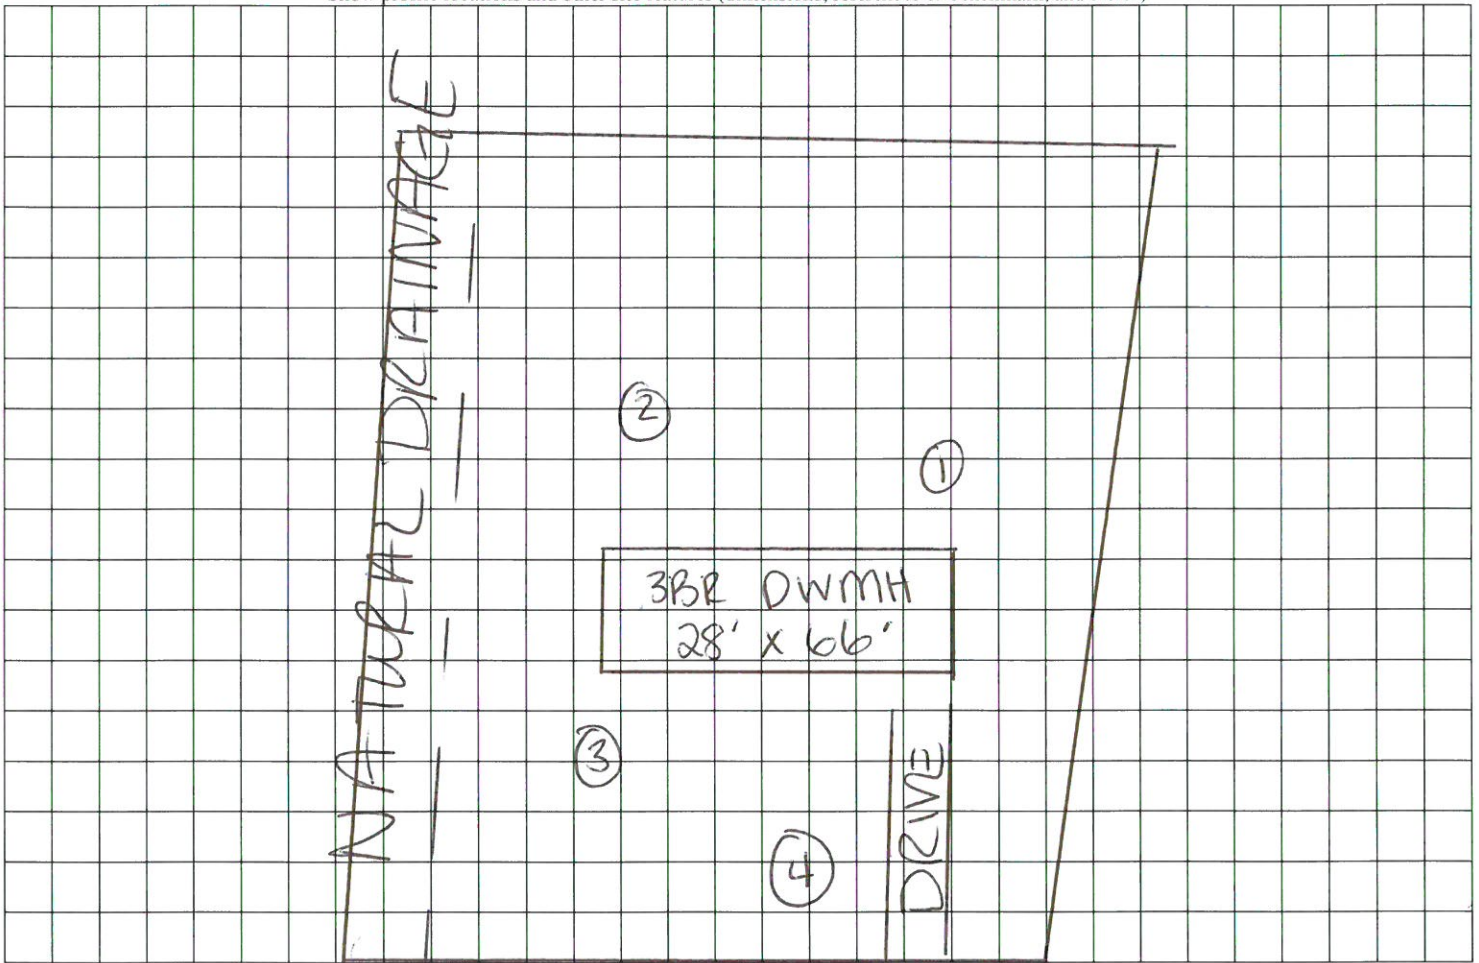 NATURAL DRAINAGE
②
①
3BR DWMH
28' x 66'
③
④
DRIVE